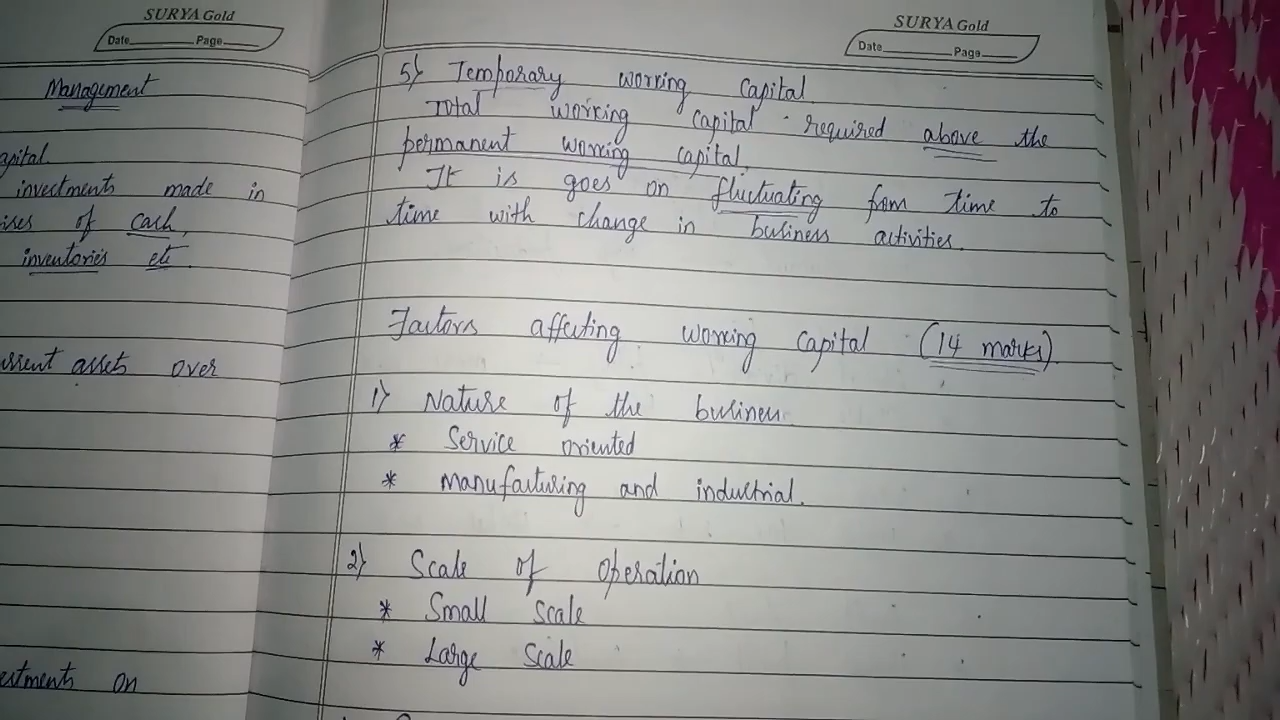 SURYA Gold
Date Page
Management
apital
investments made in
ises of cash,
inventories etc
urrent assets over
estments on
SURYA Gold
Date Page
5) Temporary working capital
Total working capital required above the
permanent working capital.
It is goes on fluctuating from time to
time with change in business activities.
Factors affecting working capital (14 marks)
1) Nature of the business
* Service oriented
* Manufacturing and industrial.
2) Scale of operation
* Small scale
* Large scale